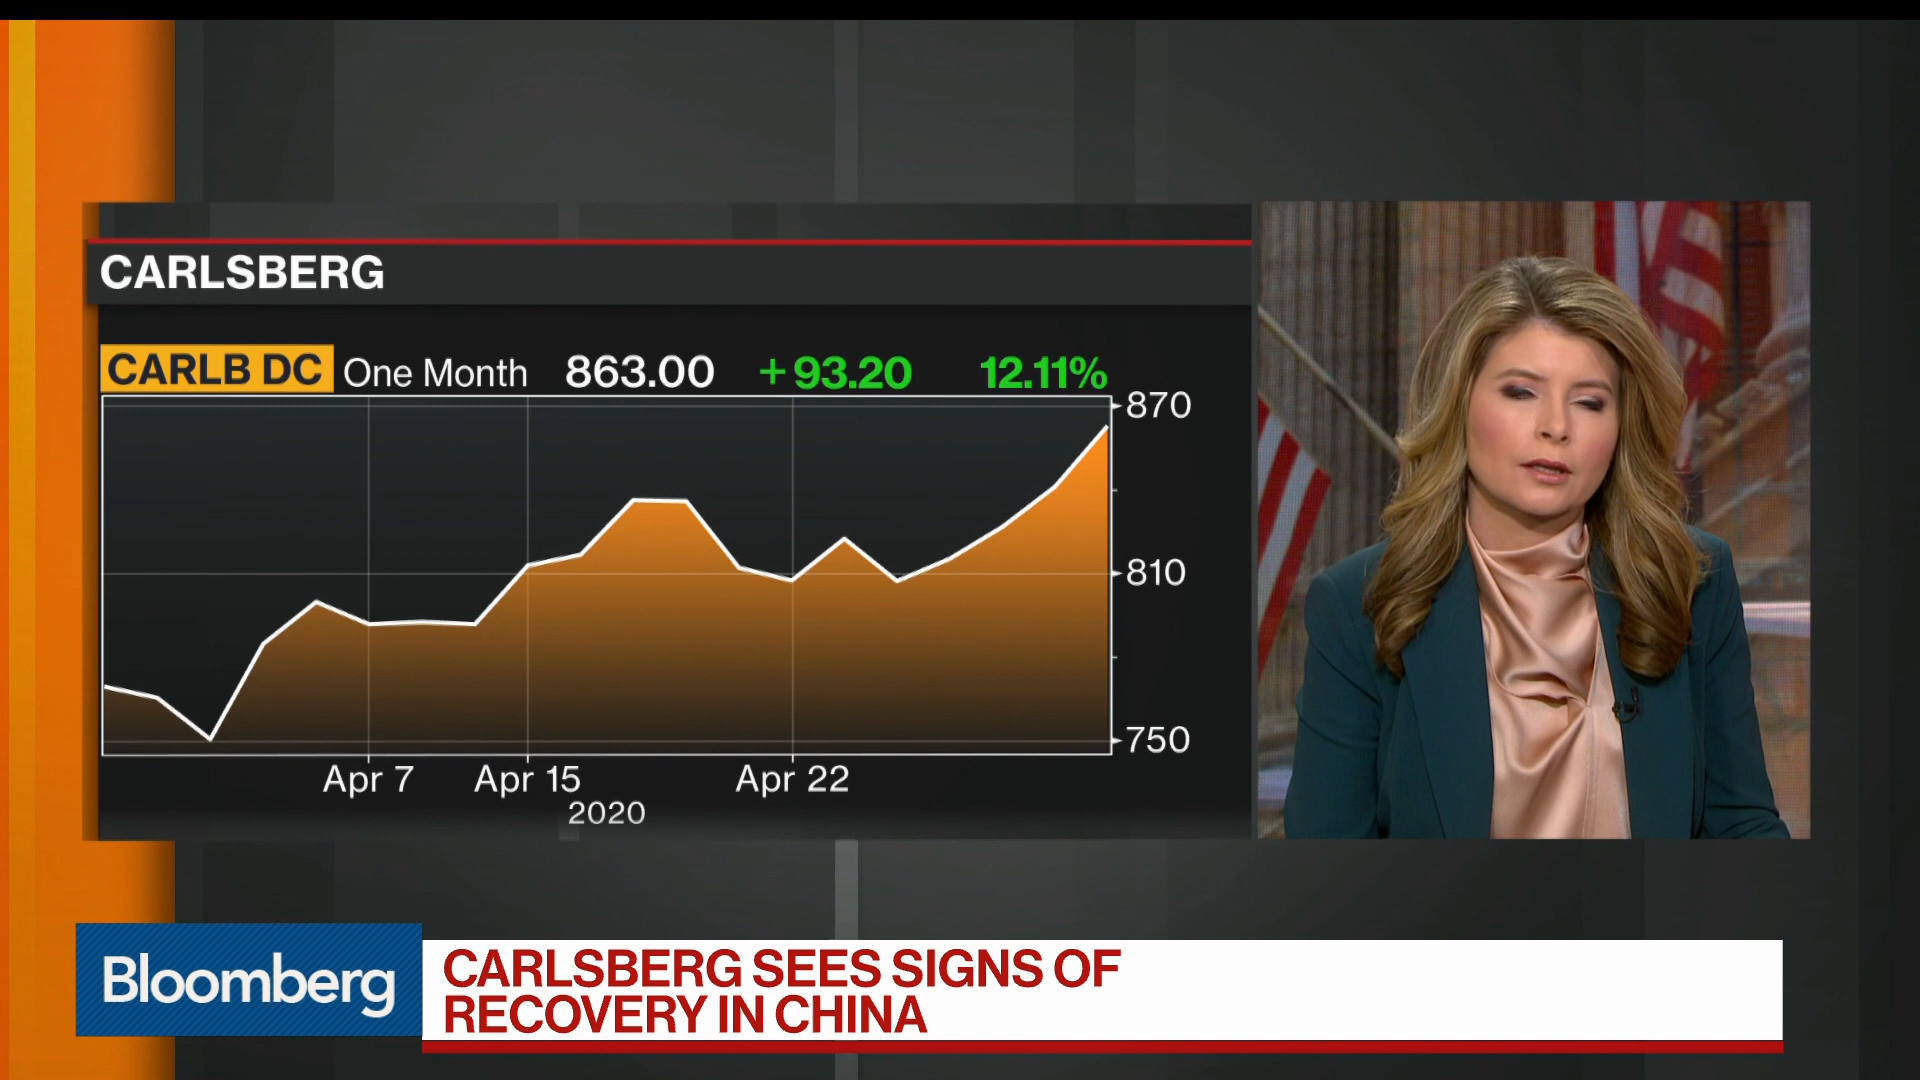 CARLSBERG
CARLB DC One Month 863.00 +93.20 12.11%
870
810
750
Apr 7 Apr 15 Apr 22
2020
Bloomberg
CARLSBERG SEES SIGNS OF
RECOVERY IN CHINA